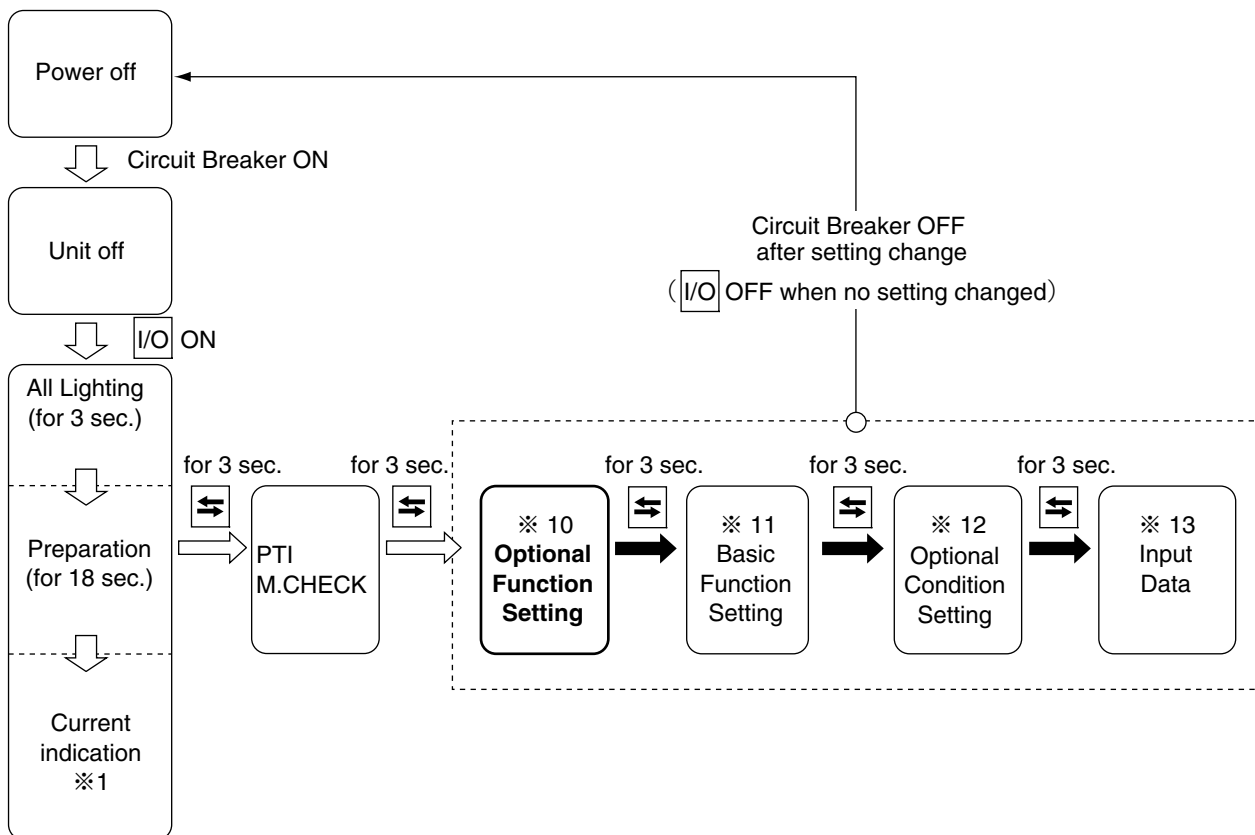 Power off
Circuit Breaker ON
Unit off
I/O ON
All Lighting
(for 3 sec.)
Preparation
(for 18 sec.)
Current
indication
※1
for 3 sec.
PTI
M.CHECK
for 3 sec.
※ 10
Optional
Function
Setting
for 3 sec.
※ 11
Basic
Function
Setting
for 3 sec.
※ 12
Optional
Condition
Setting
for 3 sec.
※ 13
Input
Data
Circuit Breaker OFF
after setting change
（ I/O OFF when no setting changed）